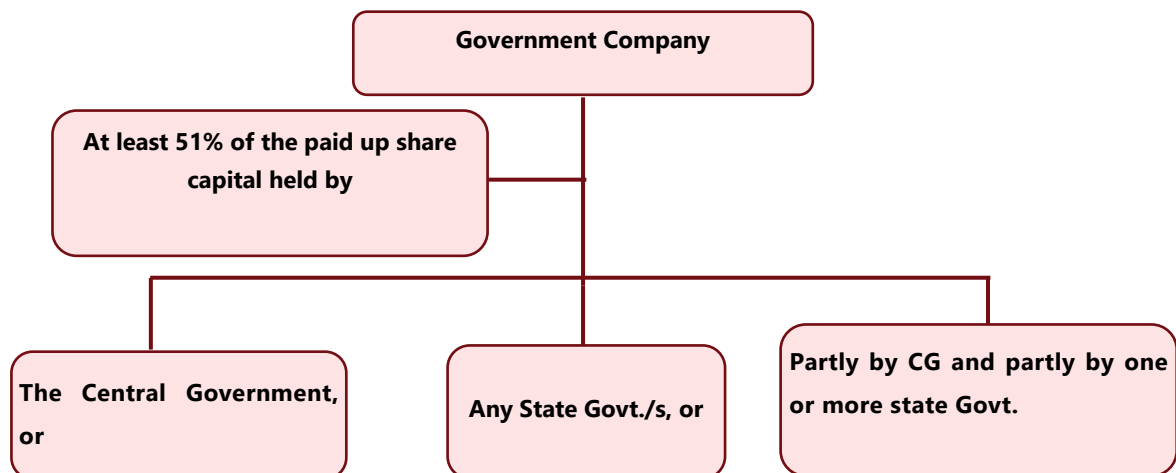 Government Company
At least 51% of the paid up share
capital held by
The Central Government,
or
Any State Govt./s, or
Partly by CG and partly by one
or more state Govt.